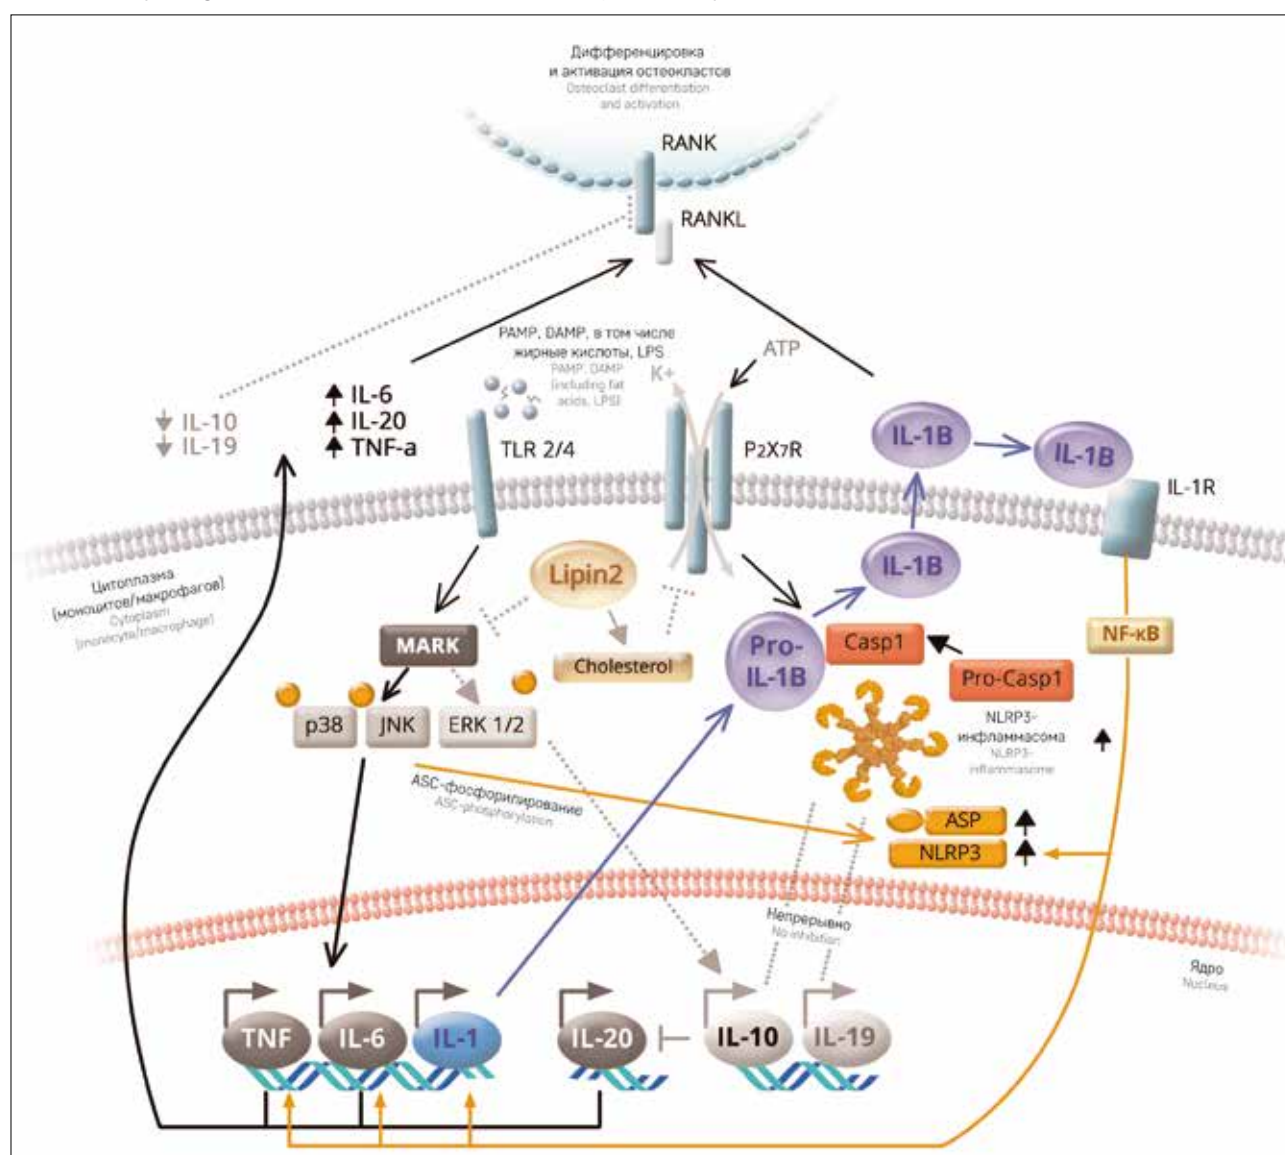 Дифференцировка
и активация остеокластов
Osteoclast differentiation
and activation
RANK
RANKL
PAMP, DAMP, в том числе
жирные кислоты, LPS
PAMP, DAMP
(including fat
acids, LPS)
K+
ATP
IL-10
IL-19
IL-6
IL-20
TNF-a
TLR 2/4
P2X7R
IL-1B
IL-1B
IL-1R
IL-1B
Цитоплазма
(моноцитов/макрофагов)
Cytoplasm
(monocyte/macrophage)
Lipin2
MARK
Cholesterol
Pro-
IL-1B
Casp1
Pro-Casp1
NF-κB
p38
JNK
ERK 1/2
NLRP3-
инфламмасома
NLRP3-
inflammasome
ASC-фосфорилирование
ASC-phosphorylation
ASP
NLRP3
Непрерывно
No inhibition
Ядро
Nucleus
TNF
IL-6
IL-1
IL-20
IL-10
IL-19